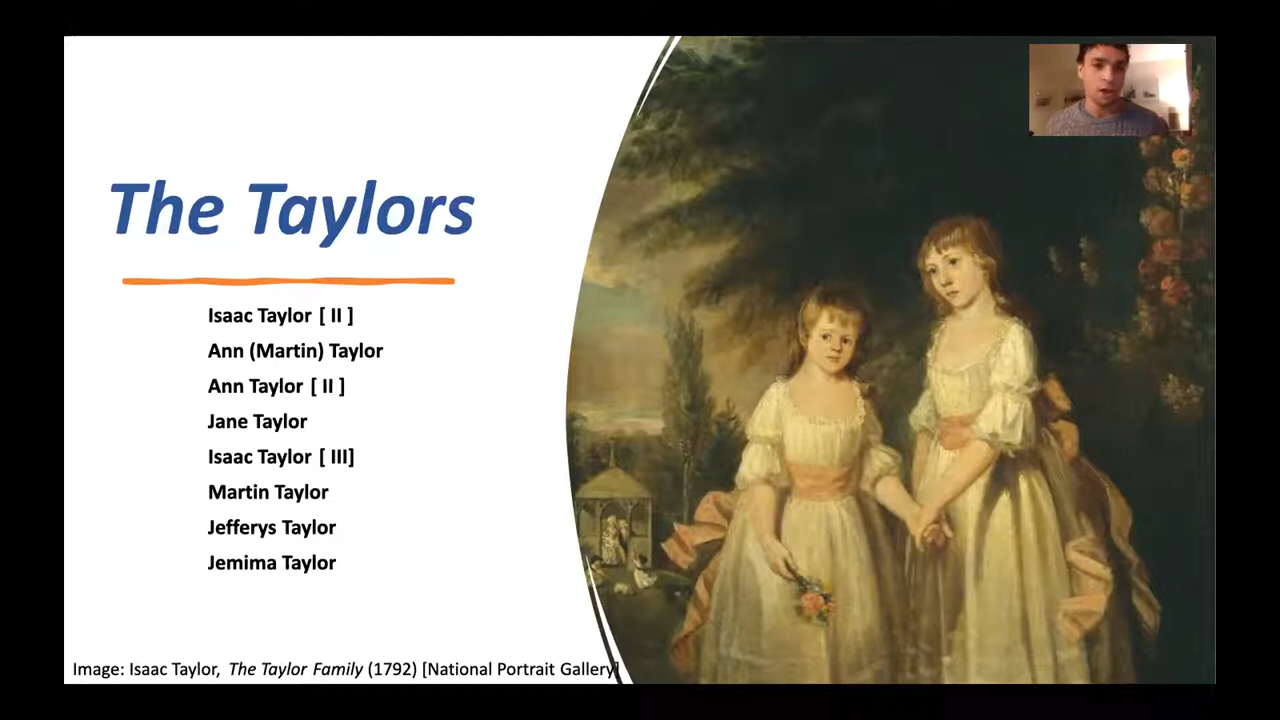 The Taylors
Isaac Taylor [ II ]
Ann (Martin) Taylor
Ann Taylor [ II ]
Jane Taylor
Isaac Taylor [ III]
Martin Taylor
Jefferys Taylor
Jemima Taylor
Image: Isaac Taylor, The Taylor Family (1792) [National Portrait Gallery]